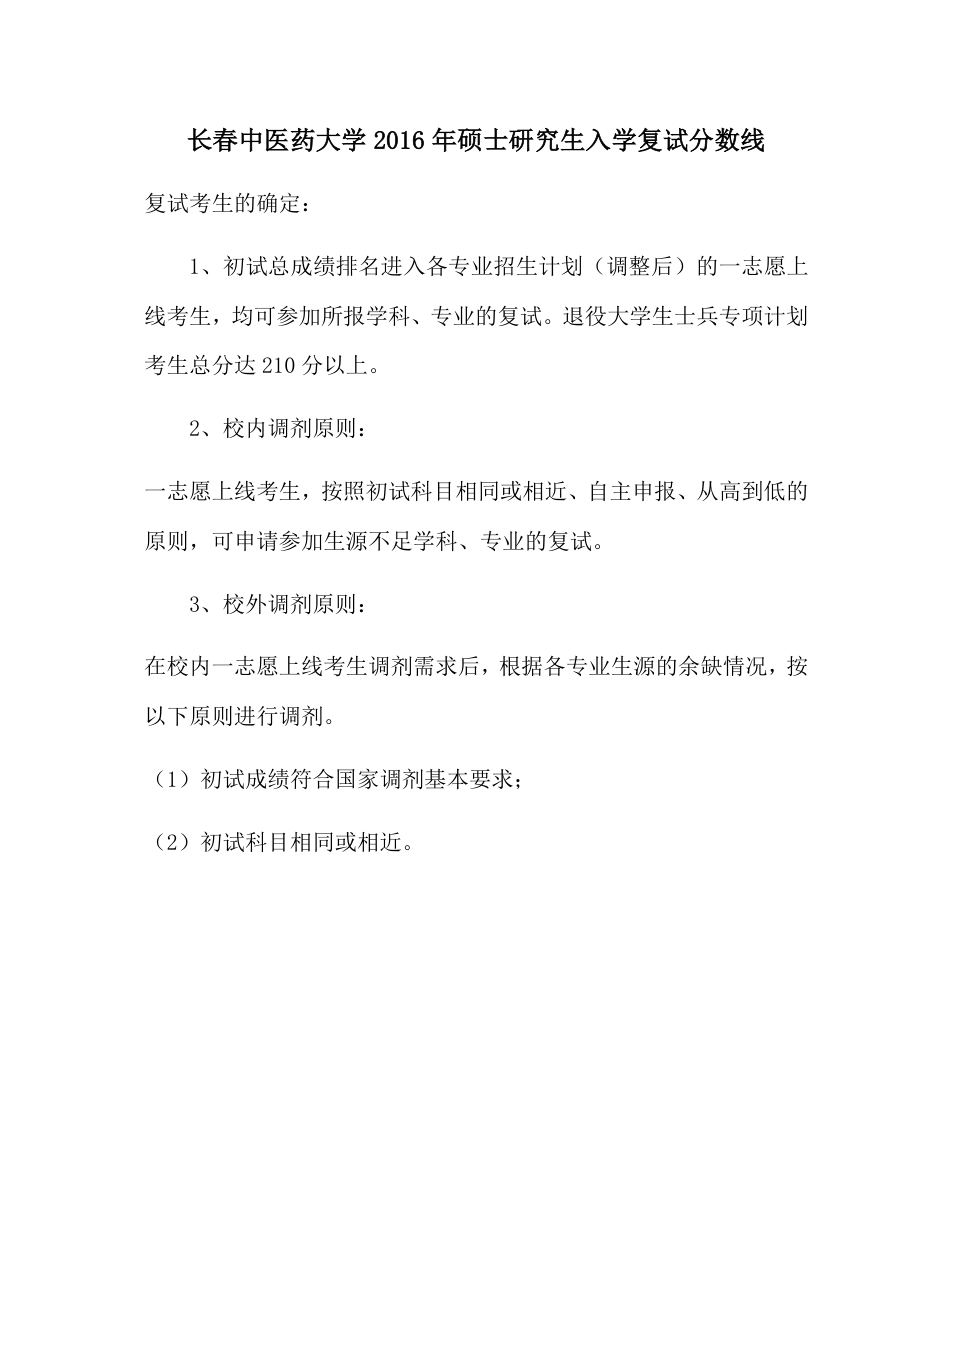 长春中医药大学 2016 年硕士研究生入学复试分数线
复试考生的确定：
1、初试总成绩排名进入各专业招生计划（调整后）的一志愿上
线考生，均可参加所报学科、专业的复试。退役大学生士兵专项计划
考生总分达 210 分以上。
2、校内调剂原则：
一志愿上线考生，按照初试科目相同或相近、自主申报、从高到低的
原则，可申请参加生源不足学科、专业的复试。
3、校外调剂原则：
在校内一志愿上线考生调剂需求后，根据各专业生源的余缺情况，按
以下原则进行调剂。
（1）初试成绩符合国家调剂基本要求；
（2）初试科目相同或相近。